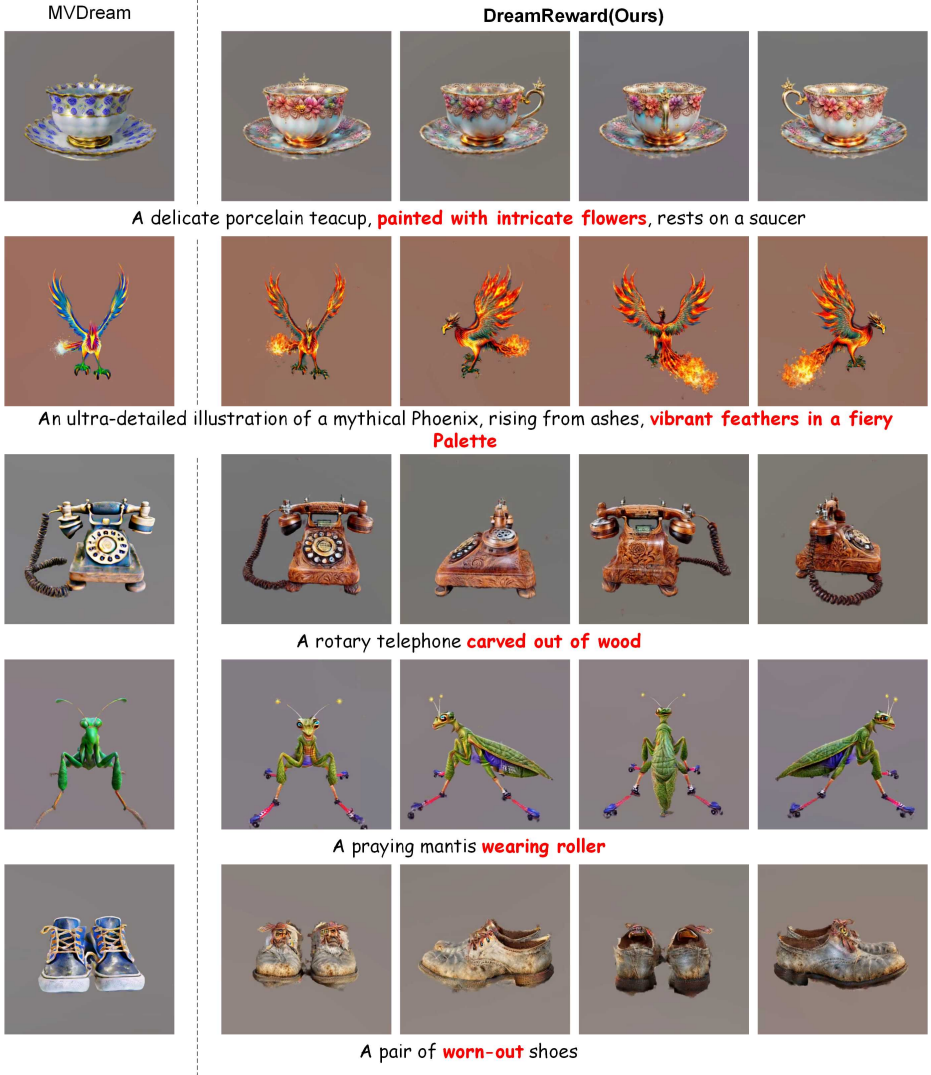 MVDream
DreamReward(Ours)
A delicate porcelain teacup, painted with intricate flowers, rests on a saucer
An ultra-detailed illustration of a mythical Phoenix, rising from ashes, vibrant feathers in a fiery
Palette
A rotary telephone carved out of wood
A praying mantis wearing roller
A pair of worn-out shoes